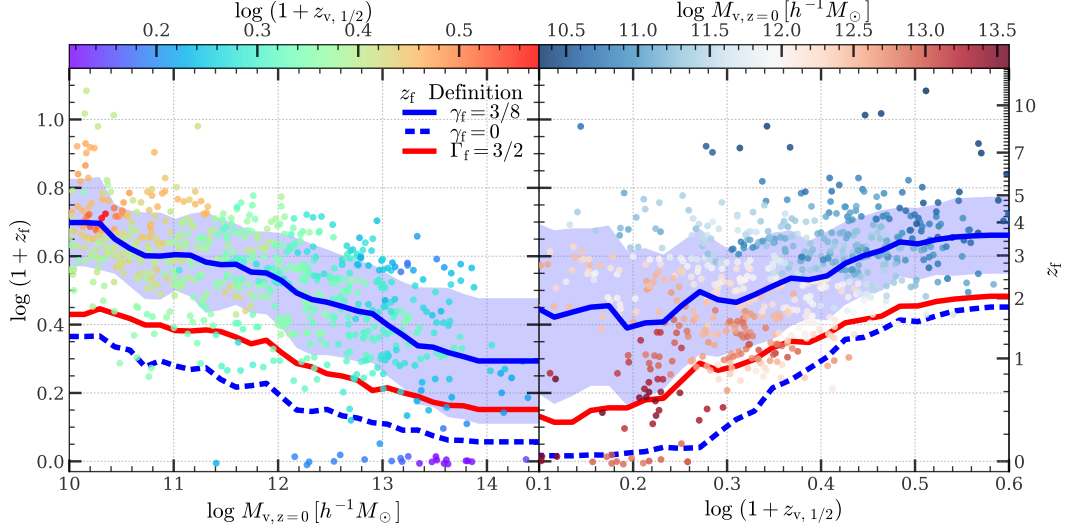 log (1 + z_v, 1/2)
log M_v, z=0 [h⁻¹M⊙]
0.2 0.3 0.4 0.5
10.5 11.0 11.5 12.0 12.5 13.0 13.5
z_f Definition
γ_f = 3/8
γ_f = 0
Γ_f = 3/2
log (1 + z_f)
1.0
0.8
0.6
0.4
0.2
0.0
10
7
5
4
3
2
1
0
z_f
10 11 12 13 14
0.1 0.2 0.3 0.4 0.5 0.6
log M_v, z=0 [h⁻¹M⊙]
log (1 + z_v, 1/2)